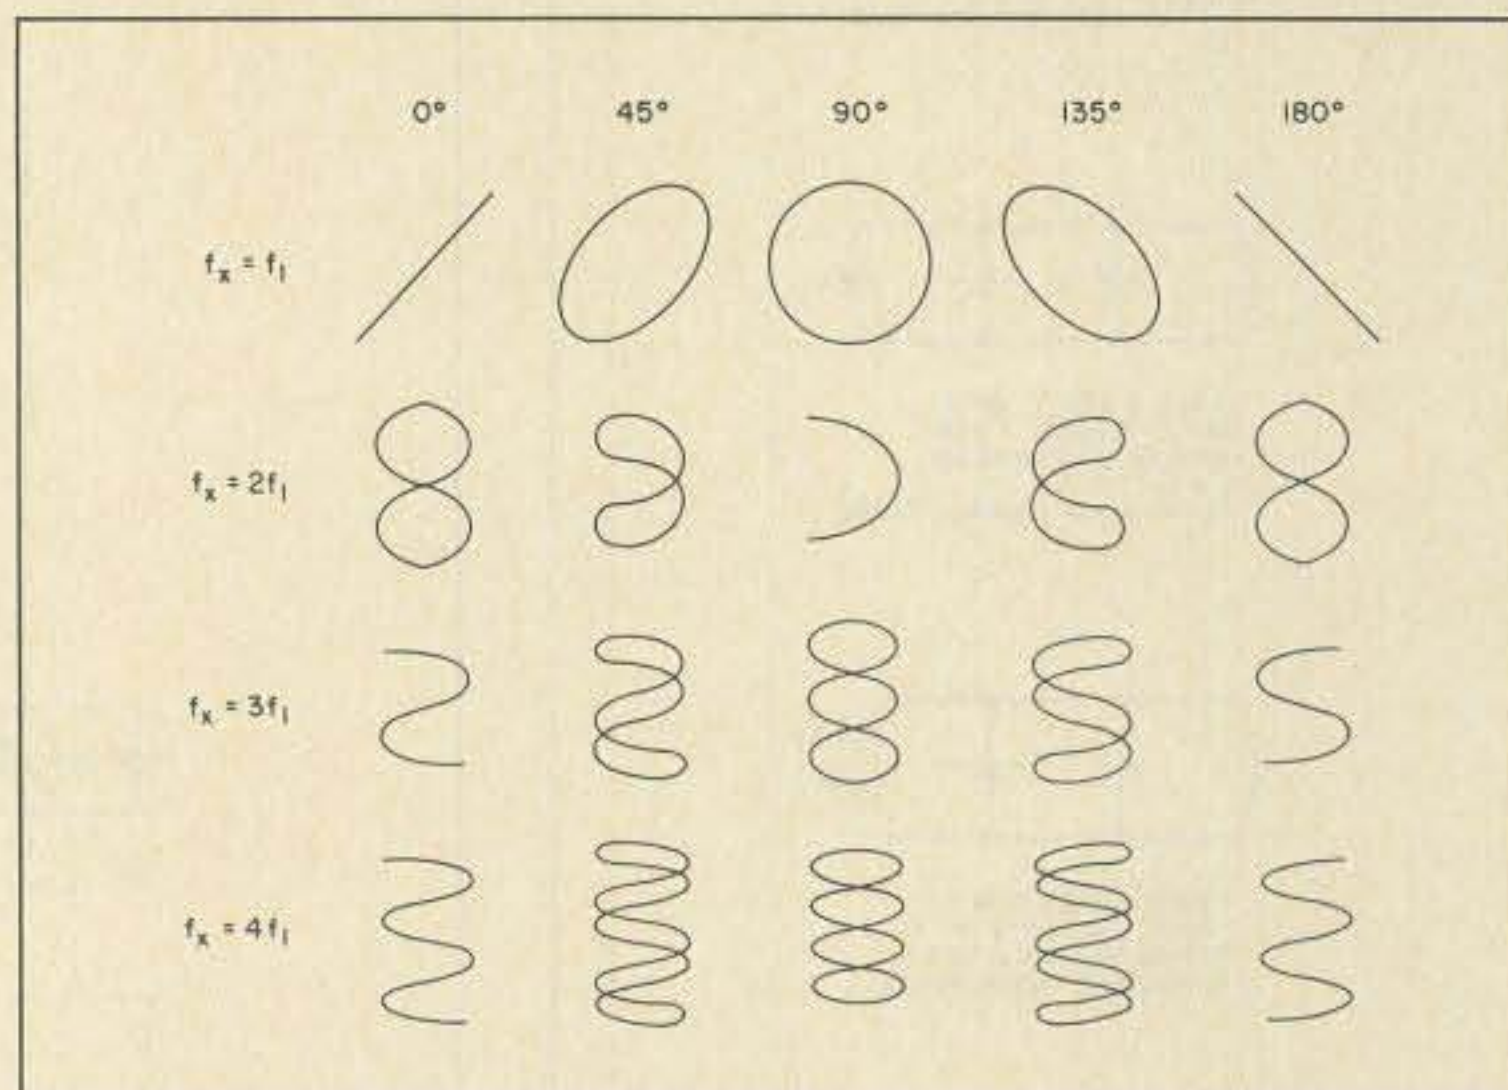 0° 45° 90° 135° 180°
fₓ = f₁
fₓ = 2f₁
fₓ = 3f₁
fₓ = 4f₁